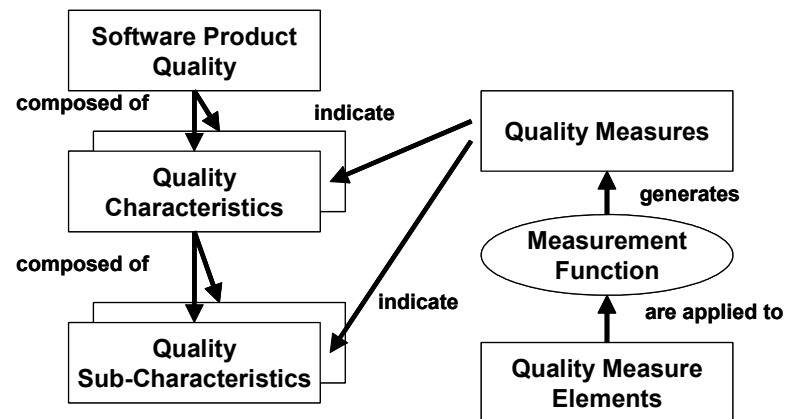 Software Product
Quality
composed of
indicate
Quality Measures
Quality
Characteristics
generates
composed of
Measurement
Function
indicate
are applied to
Quality
Sub-Characteristics
Quality Measure
Elements